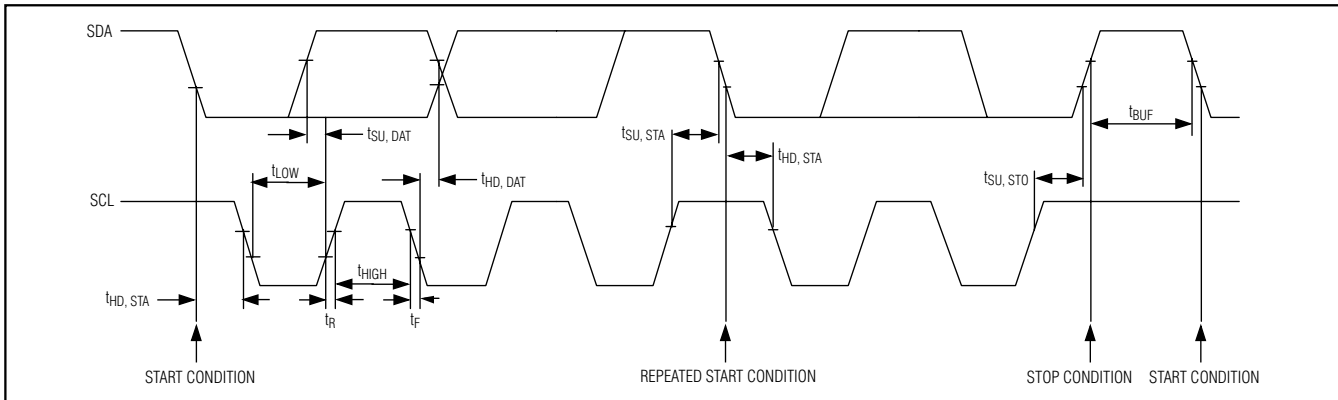 SDA
tSU, DAT
tSU, STA
tBUF
tHD, STA
tLOW
tHD, DAT
tSU, STO
SCL
tHIGH
tHD, STA
tR
tF
START CONDITION
REPEATED START CONDITION
STOP CONDITION
START CONDITION